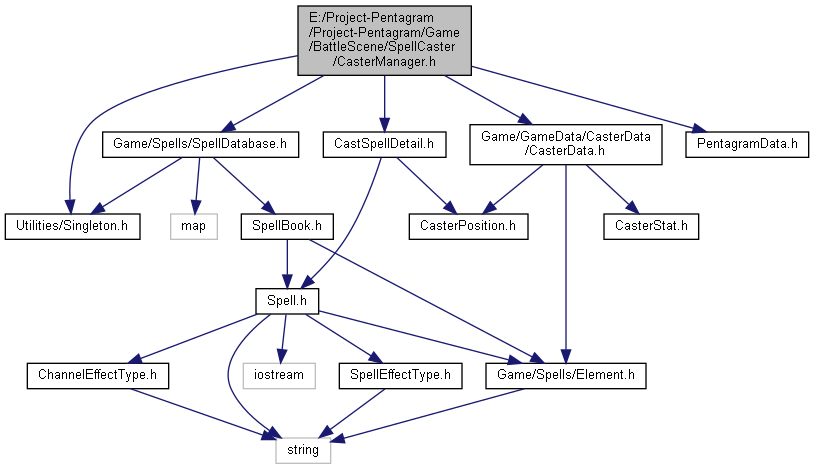 E:/Project-Pentagram
/Project-Pentagram/Game
/BattleScene/SpellCaster
/CasterManager.h
Game/Spells/SpellDatabase.h
CastSpellDetail.h
Game/GameData/CasterData
/CasterData.h
PentagramData.h
Utilities/Singleton.h
map
SpellBook.h
CasterPosition.h
CasterStat.h
Spell.h
ChannelEffectType.h
iostream
SpellEffectType.h
Game/Spells/Element.h
string